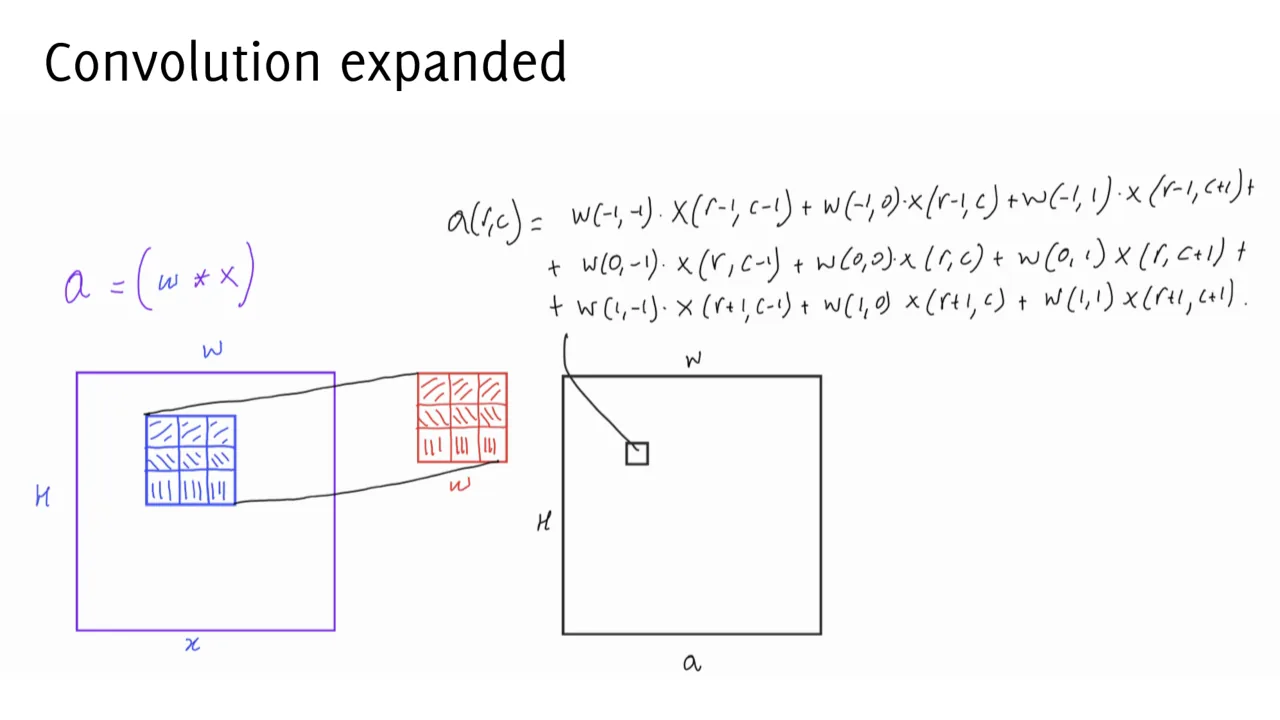 Convolution expanded
a(r,c) = w(-1,-1)·x(r-1,c-1) + w(-1,0)·x(r-1,c) + w(-1,1)·x(r-1,c+1)+
+ w(0,-1)·x(r,c-1) + w(0,0)·x(r,c) + w(0,1) x(r,c+1) +
+ w(1,-1)·x(r+1,c-1) + w(1,0) x(r+1,c) + w(1,1) x(r+1,c+1).
a = (w * x)
W
W
w
H
H
x
a